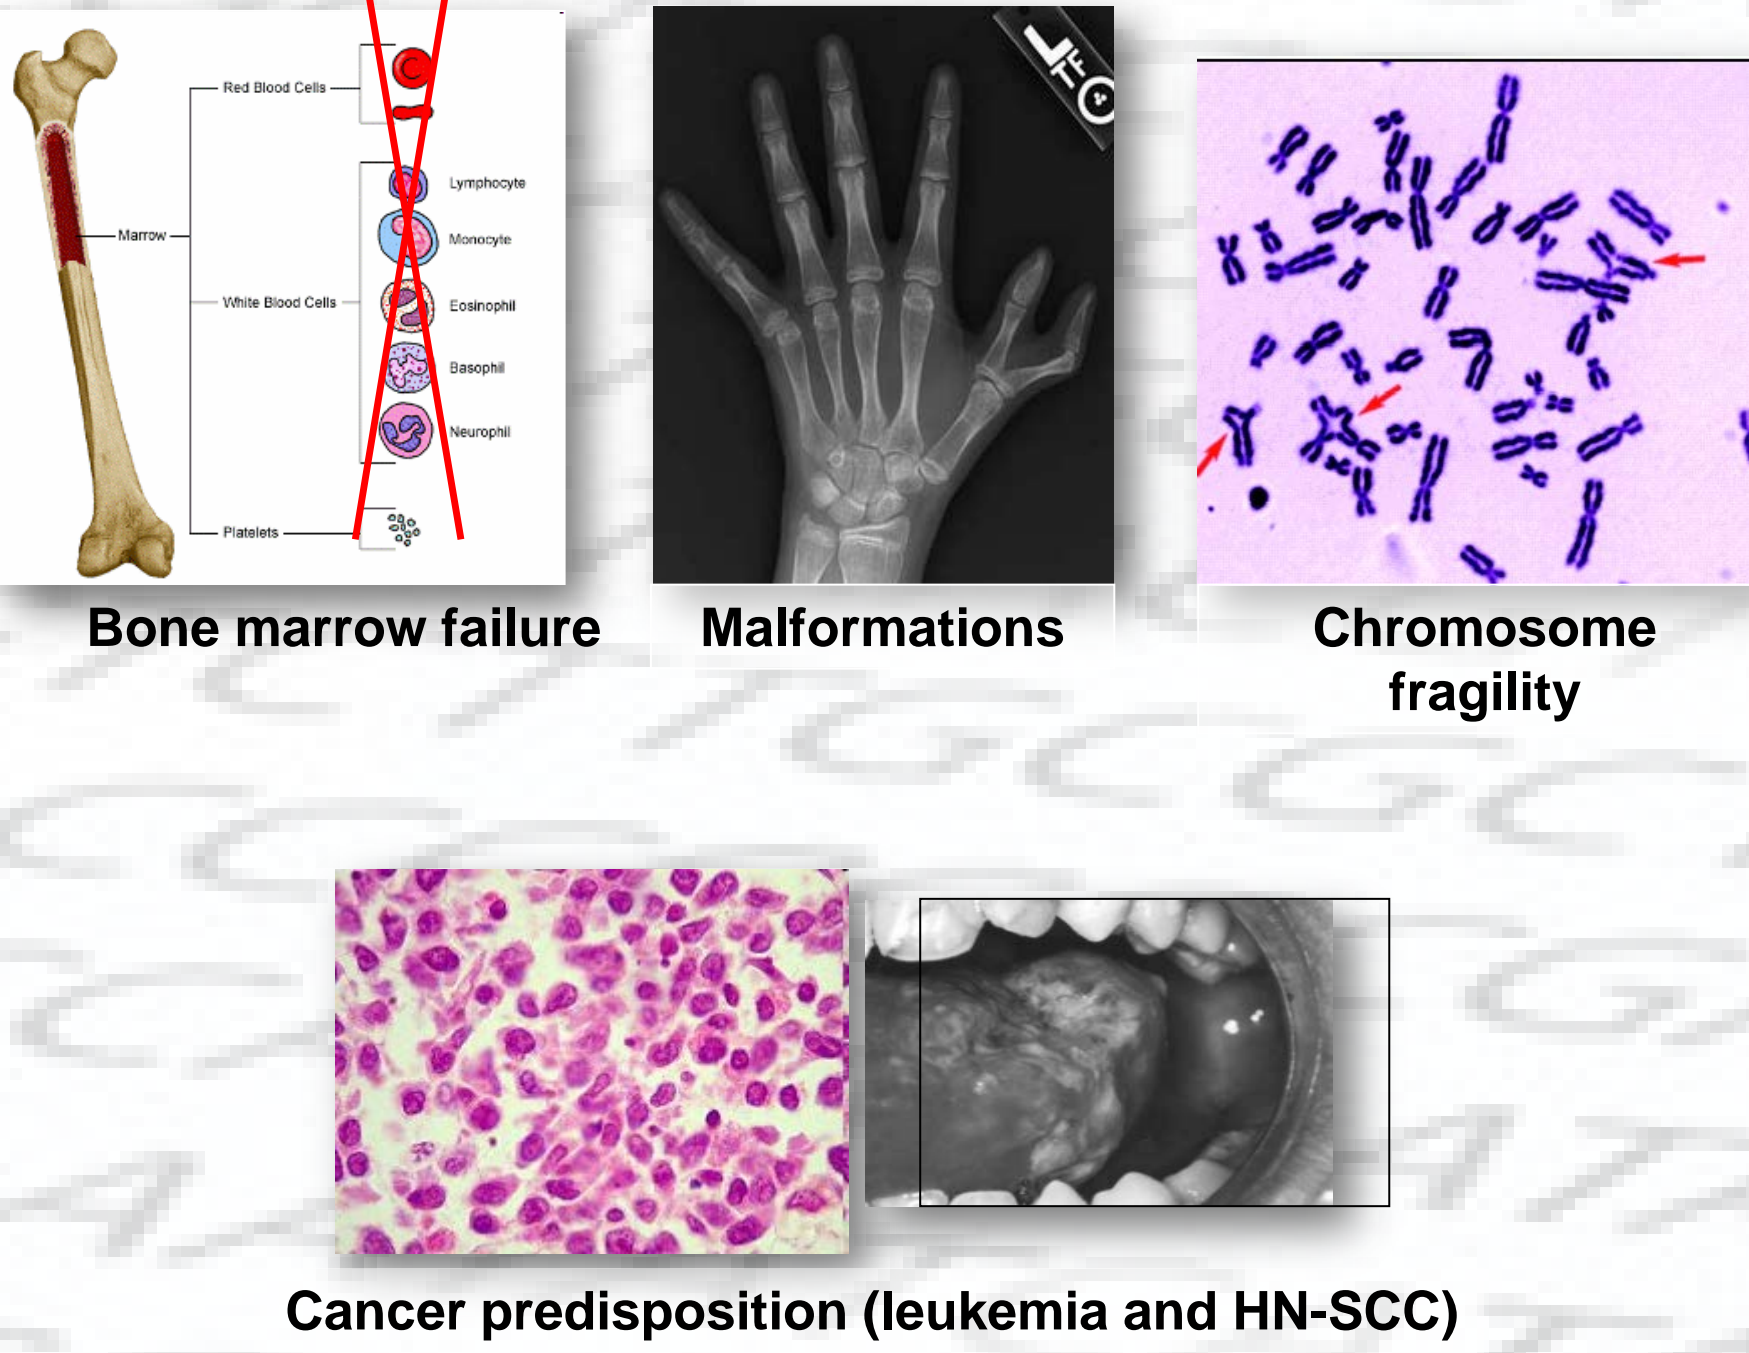 Red Blood Cells
Lymphocyte
Marrow
Monocyte
White Blood Cells
Eosinophil
Basophil
Neurophil
Platelets
L
TF
Bone marrow failure
Malformations
Chromosome
fragility
Cancer predisposition (leukemia and HN-SCC)